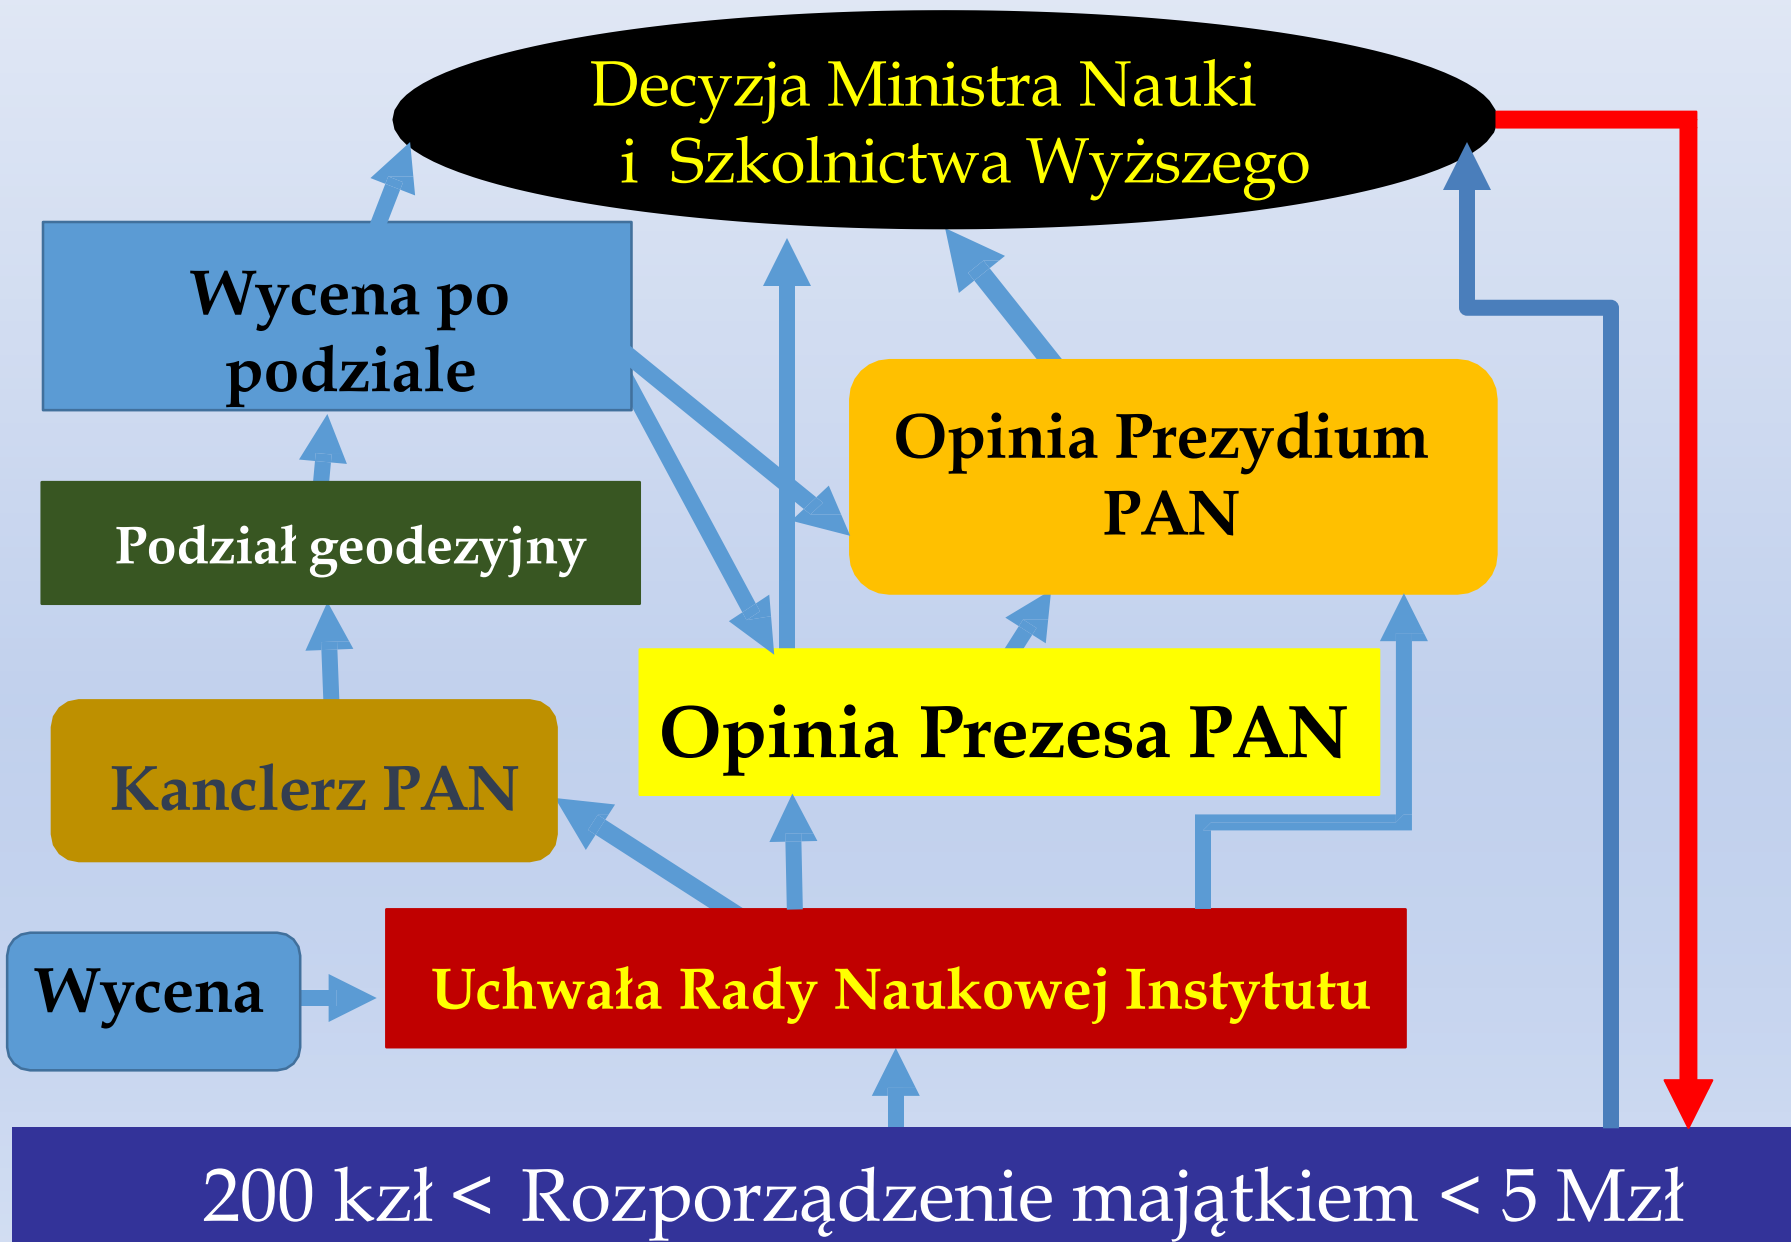 Decyzja Ministra Nauki
i Szkolnictwa Wyższego
Wycena po
podziale
Opinia Prezydium
PAN
Podział geodezyjny
Opinia Prezesa PAN
Kanclerz PAN
Wycena
Uchwała Rady Naukowej Instytutu
200 kzł < Rozporządzenie majątkiem < 5 Mzł